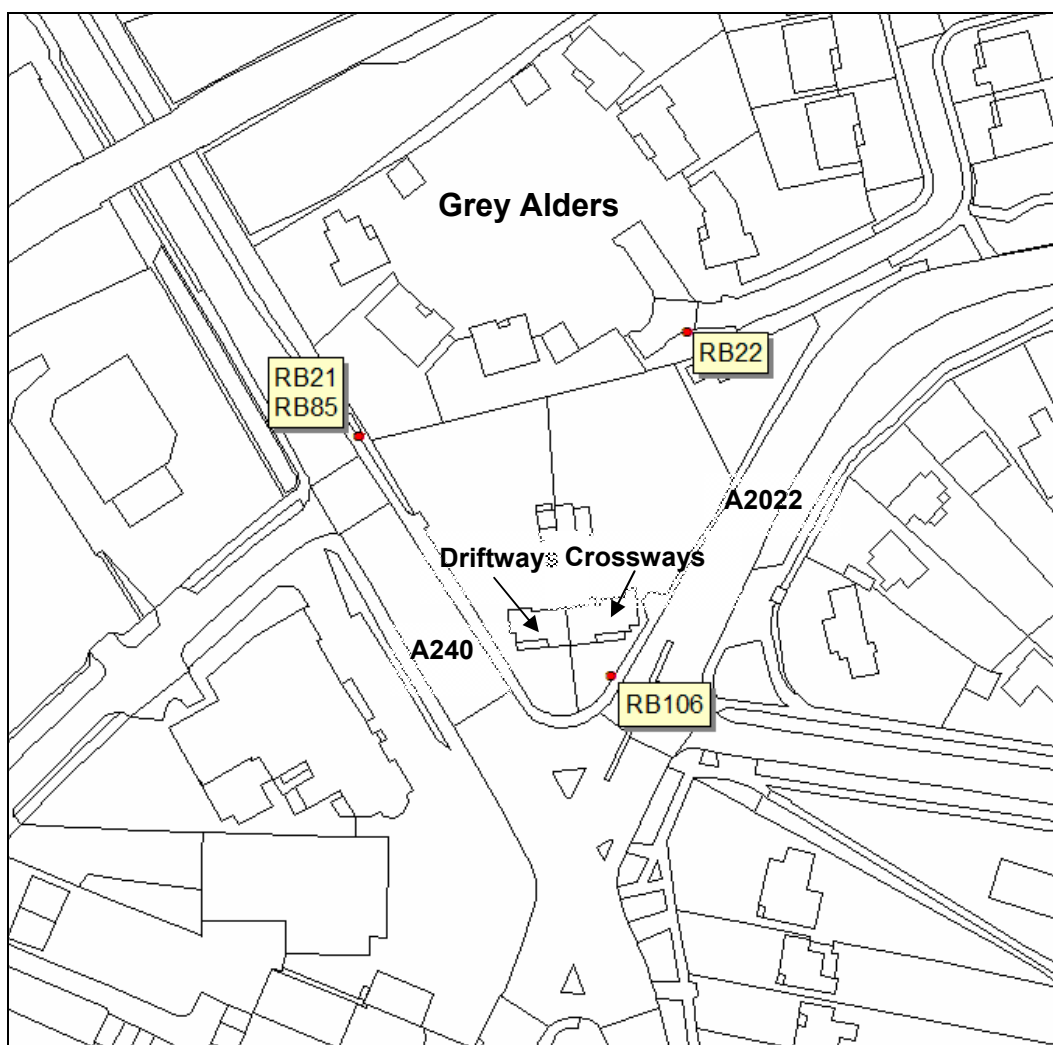 Grey Alders
RB22
RB21
RB85
A2022
Driftways Crossways
A240
RB106